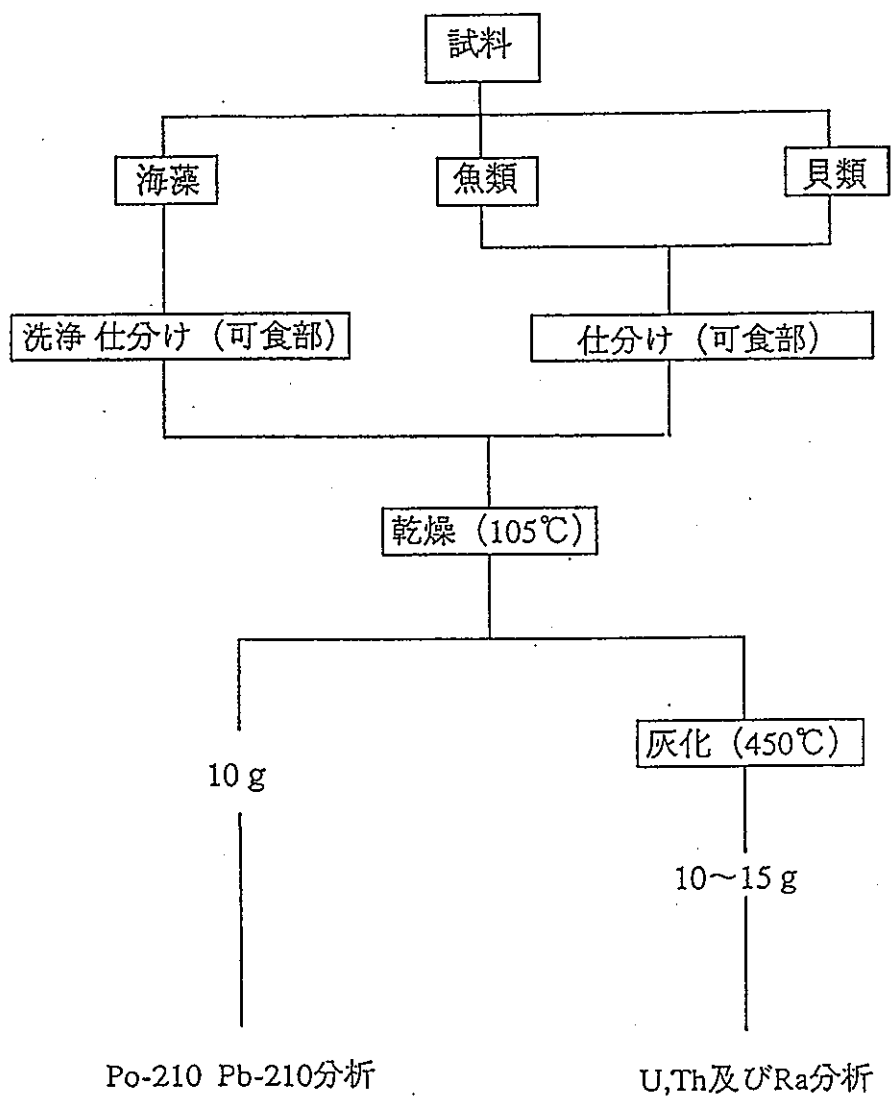 試料
海藻
魚類
貝類
洗浄 仕分け（可食部）
仕分け（可食部）
乾燥（105℃）
灰化（450℃）
10 g
10～15 g
Po-210 Pb-210分析
U,Th及びRa分析